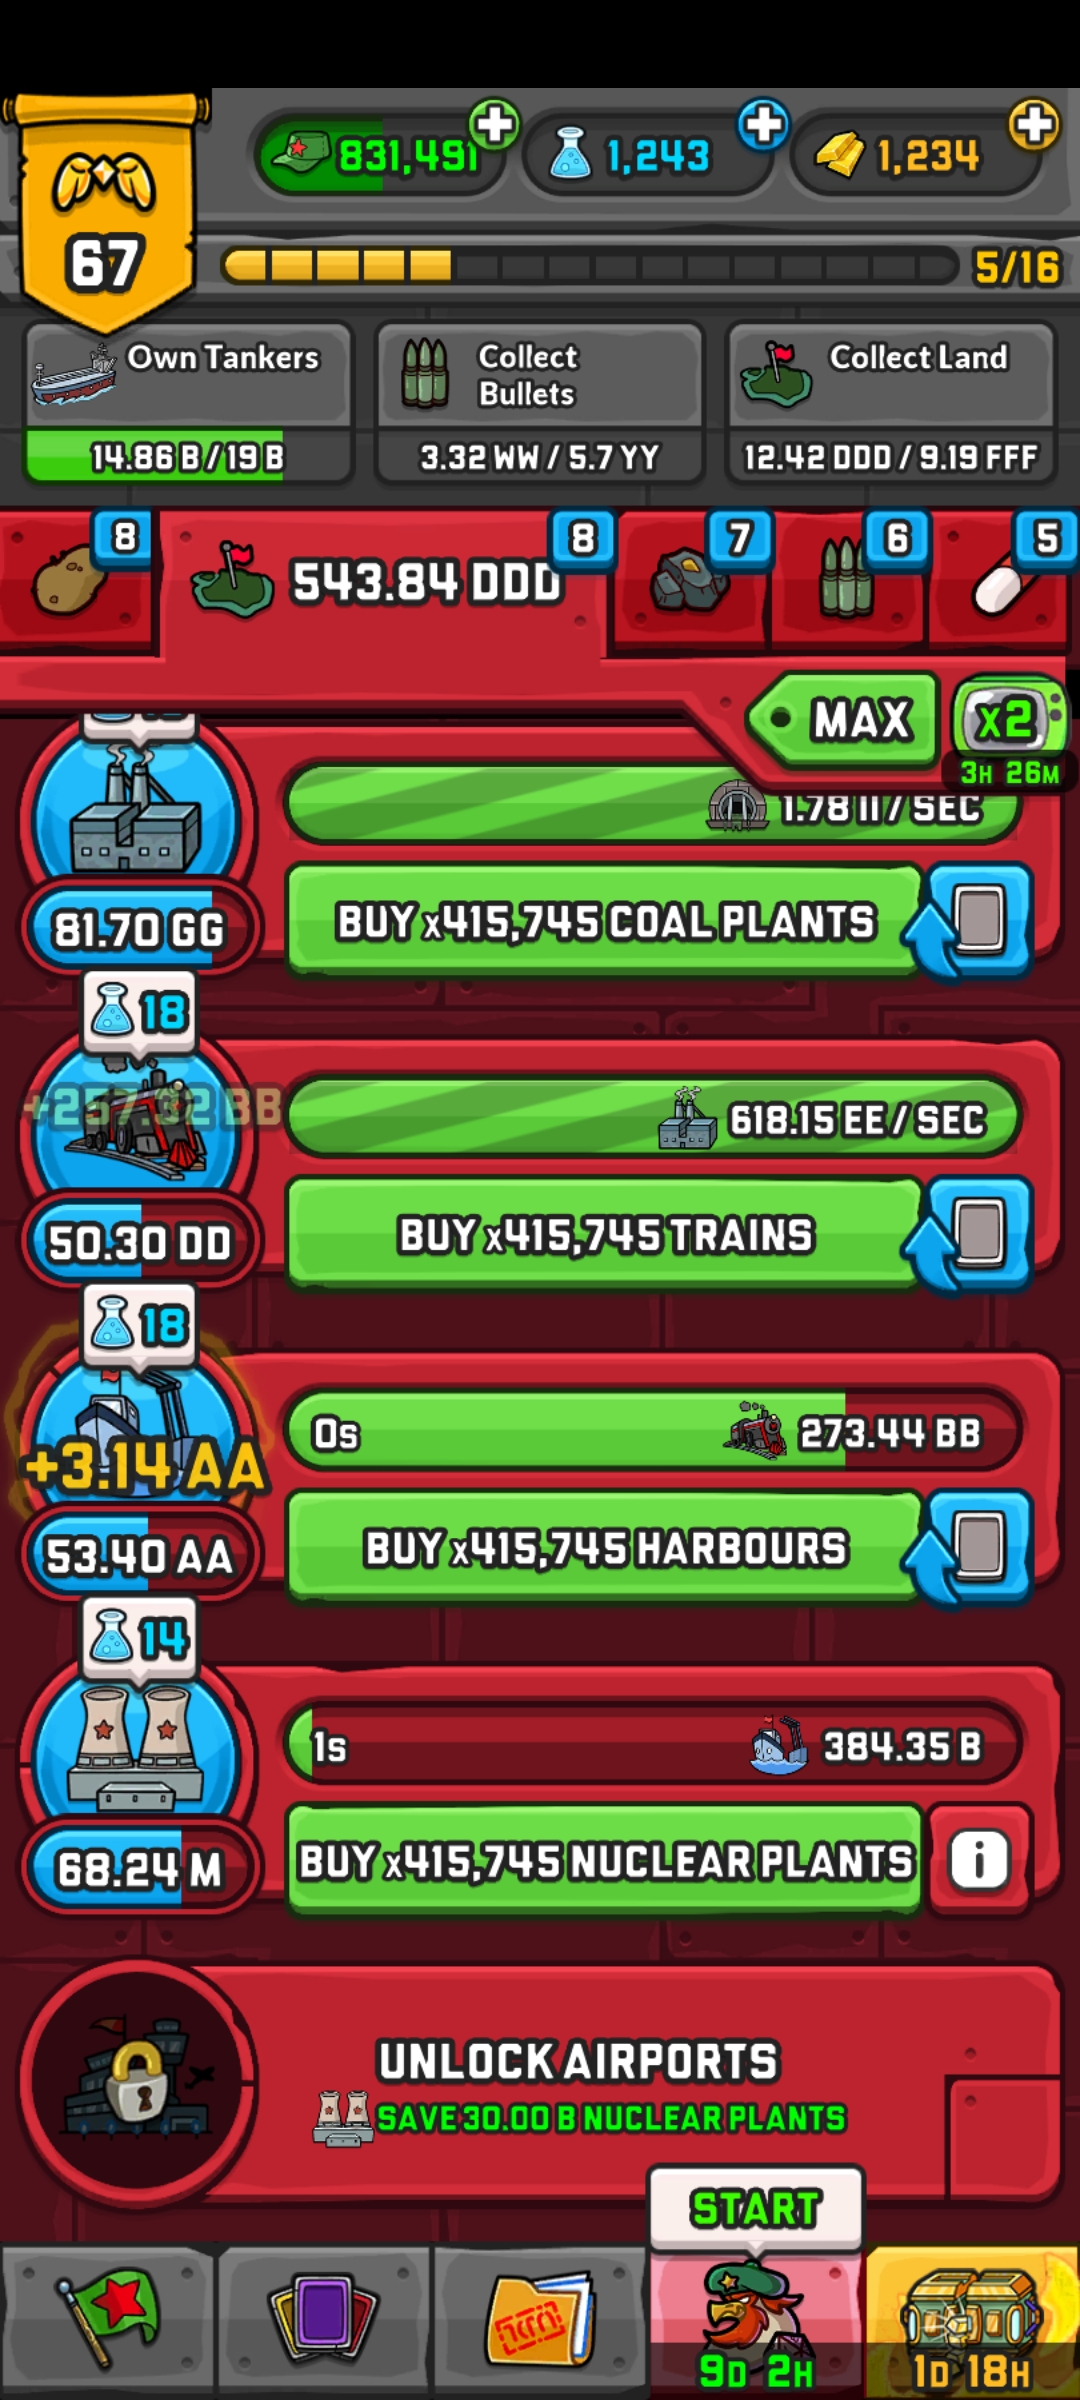 831,491
1,243
1,234
67
5/16
Own Tankers
14.86 B / 19 B
Collect
Bullets
3.32 WW / 5.7 YY
Collect Land
12.42 DDD / 9.19 FFF
8
543.84 DDD
8
7
6
5
MAX
x2
3H 26M
1.78 II / SEC
81.70 GG
BUY x415,745 COAL PLANTS
18
+257.32 BB
618.15 EE / SEC
50.30 DD
BUY x415,745 TRAINS
18
+3.14 AA
0s
273.44 BB
53.40 AA
BUY x415,745 HARBOURS
14
1s
384.35 B
68.24 M
BUY x415,745 NUCLEAR PLANTS
i
UNLOCK AIRPORTS
SAVE 30.00 B NUCLEAR PLANTS
START
9D 2H
1D 18H